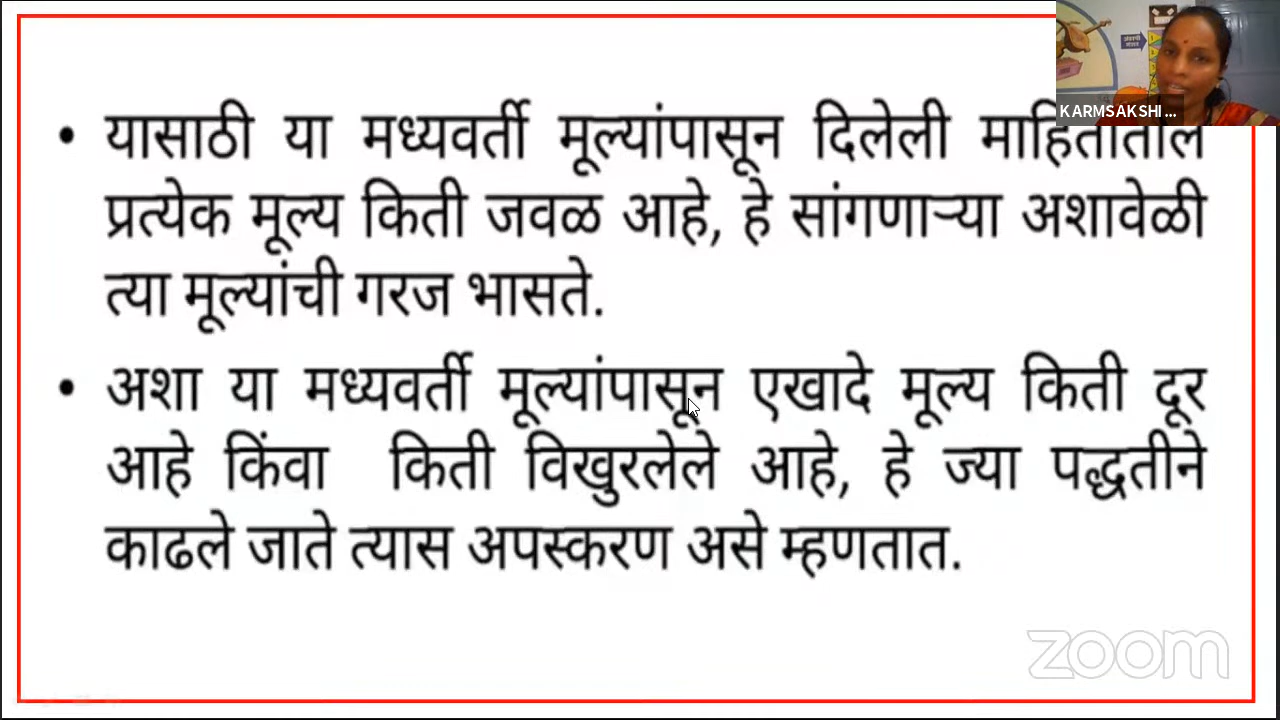 • यासाठी या मध्यवर्ती मूल्यांपासून दिलेली माहितीतील
प्रत्येक मूल्य किती जवळ आहे, हे सांगणाऱ्या अशावेळी
त्या मूल्यांची गरज भासते.
• अशा या मध्यवर्ती मूल्यांपासून एखादे मूल्य किती दूर
आहे किंवा किती विखुरलेले आहे, हे ज्या पद्धतीने
काढले जाते त्यास अपस्करण असे म्हणतात.
KARMSAKSHI...
zoom